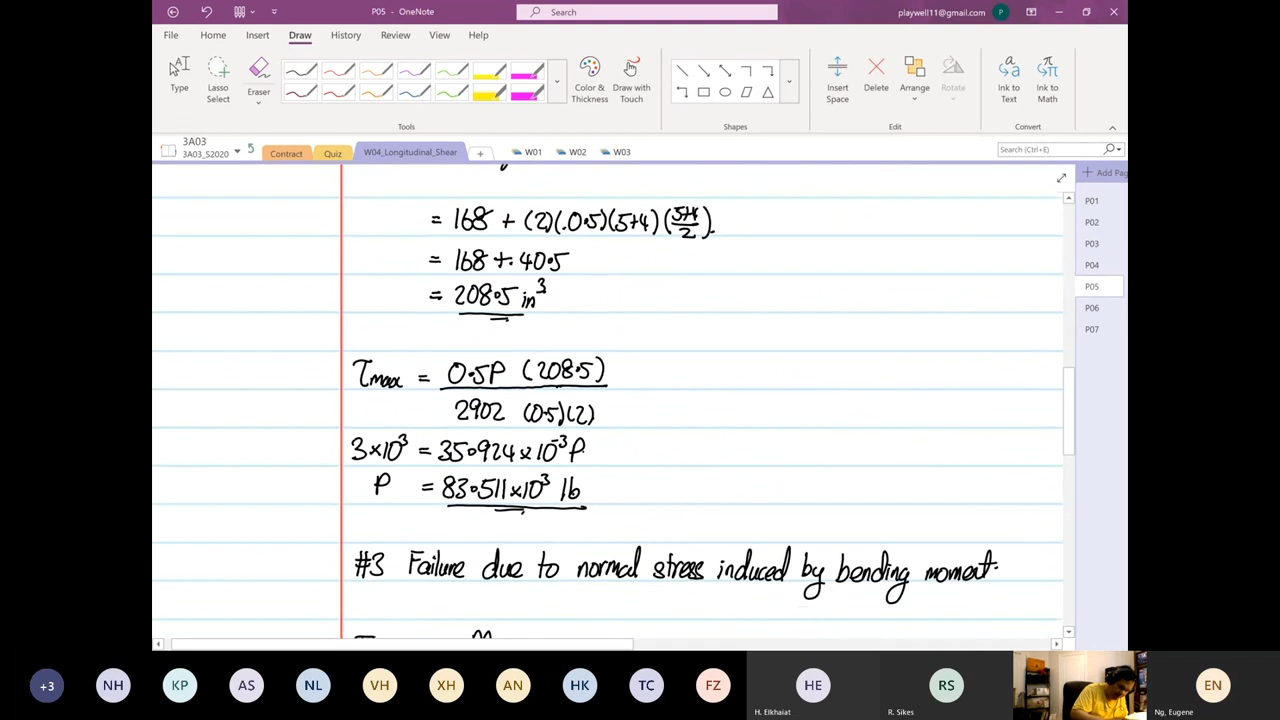 P05 - OneNote
Search
playwell11@gmail.com
P
File Home Insert Draw History Review View Help
Type
Lasso Select
Eraser
Color & Thickness
Draw with Touch
Insert Space
Delete
Arrange
Rotate
Ink to Text
Ink to Math
Tools
Shapes
Edit
Convert
3A03
3A03_S2020
5
Contract
Quiz
W04_Longitudinal_Shear
W01
W02
W03
Search (Ctrl+E)
Add Pag
P01
P02
P03
P04
P05
P06
P07
= 168 + (2)(0.5)(5+4)(5+4/2).
= 168 + 40.5
= 208.5 in³
τmax = 0.5P (208.5)
2902 (0.5)(2)
3×10³ = 35.924×10⁻³ P
P = 83.511×10³ lb
#3 Failure due to normal stress induced by bending moment.
+3 NH KP AS NL VH XH AN HK TC FZ HE RS EN
H. Elkhaiat
R. Sikes
Ng, Eugene